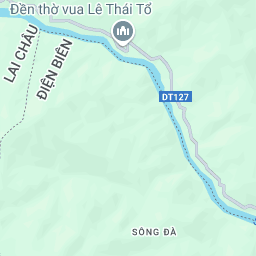 Đền thờ vua Lê Thái Tổ
LAI CHÂU
ĐIỆN BIÊN
DT127
SÔNG ĐÀ